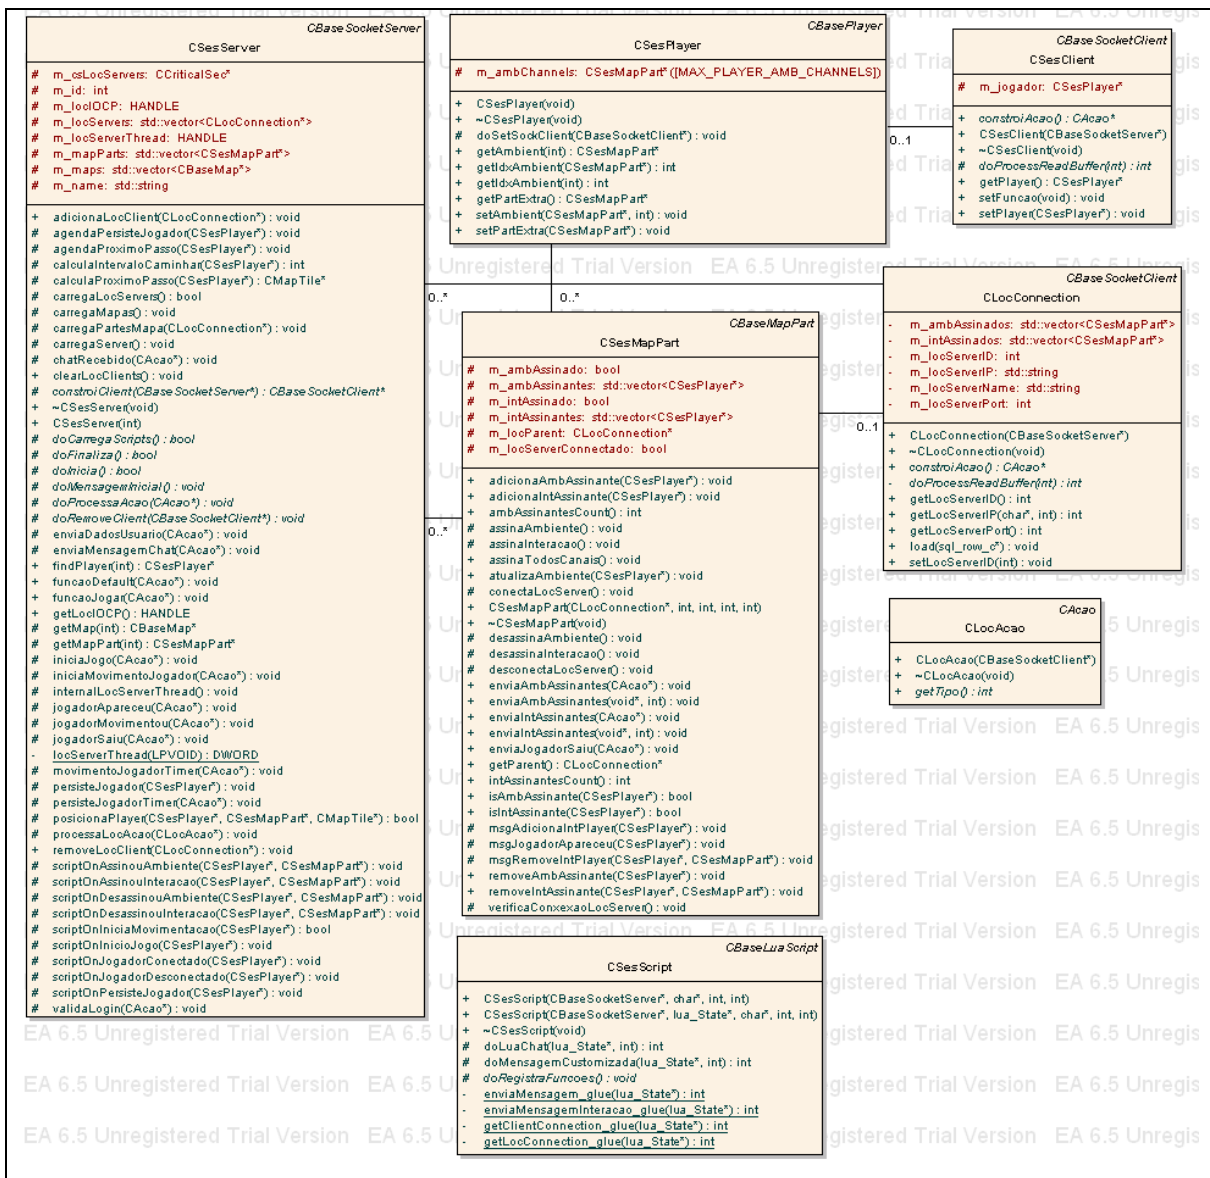 CBaseSocketServer
CSesServer
# m_csLocServers: CCriticalSec*
# m_id: int
# m_locIOCP: HANDLE
# m_locServers: std::vector<CLocConnection*>
# m_locServerThread: HANDLE
# m_mapParts: std::vector<CSesMapPart*>
# m_maps: std::vector<CBaseMap*>
# m_name: std::string
+ adicionaLocClient(CLocConnection*) : void
# agendaPersisteJogador(CSesPlayer*) : void
# agendaProximoPasso(CSesPlayer*) : void
# calculaIntervaloCaminhar(CSesPlayer*) : int
# calculaProximoPasso(CSesPlayer*) : CMapTile*
# carregaLocServers() : bool
# carregaMapas() : void
# carregaPartesMapa(CLocConnection*) : void
# carregaServer() : void
# chatRecebido(CAcao*) : void
+ clearLocClients() : void
# constroiClient(CBaseSocketServer*) : CBaseSocketClient*
+ ~CSesServer(void)
+ CSesServer(int)
# doCarregaScripts() : bool
# doFinaliza() : bool
# doInicia() : bool
# doMensagemInicial() : void
# doProcessaAcao(CAcao*) : void
# doRemoveClient(CBaseSocketClient*) : void
# enviaDadosUsuario(CAcao*) : void
# enviaMensagemChat(CAcao*) : void
+ findPlayer(int) : CSesPlayer*
+ funcaoDefault(CAcao*) : void
+ funcaoJogar(CAcao*) : void
+ getLocIOCP() : HANDLE
# getMap(int) : CBaseMap*
# getMapPart(int) : CSesMapPart*
# iniciaJogo(CAcao*) : void
# iniciaMovimentoJogador(CAcao*) : void
# internalLocServerThread() : void
# jogadorApareceu(CAcao*) : void
# jogadorMovimentou(CAcao*) : void
# jogadorSaiu(CAcao*) : void
- locServerThread(LPVOID) : DWORD
# movimentoJogadorTimer(CAcao*) : void
# persisteJogador(CSesPlayer*) : void
# persisteJogadorTimer(CAcao*) : void
# posicionaPlayer(CSesPlayer*, CSesMapPart*, CMapTile*) : bool
# processaLocAcao(CLocAcao*) : void
+ removeLocClient(CLocConnection*) : void
# scriptOnAssinouAmbiente(CSesPlayer*, CSesMapPart*) : void
# scriptOnAssinouInteracao(CSesPlayer*, CSesMapPart*) : void
# scriptOnDesassinouAmbiente(CSesPlayer*, CSesMapPart*) : void
# scriptOnDesassinouInteracao(CSesPlayer*, CSesMapPart*) : void
# scriptOnIniciaMovimentacao(CSesPlayer*) : bool
# scriptOnInicioJogo(CSesPlayer*) : void
# scriptOnJogadorConectado(CSesPlayer*) : void
# scriptOnJogadorDesconectado(CSesPlayer*) : void
# scriptOnPersisteJogador(CSesPlayer*) : void
# validaLogin(CAcao*) : void
CBasePlayer
CSesPlayer
# m_ambChannels: CSesMapPart* ([MAX_PLAYER_AMB_CHANNELS])
+ CSesPlayer(void)
+ ~CSesPlayer(void)
# doSetSockClient(CBaseSocketClient*) : void
+ getAmbient(int) : CSesMapPart*
+ getIdxAmbient(CSesMapPart*) : int
+ getIdxAmbient(int) : int
+ getPartExtra() : CSesMapPart*
+ setAmbient(CSesMapPart*, int) : void
+ setPartExtra(CSesMapPart*) : void
CBaseSocketClient
CSesClient
# m_jogador: CSesPlayer*
+ constroiAcao() : CAcao*
+ CSesClient(CBaseSocketServer*)
+ ~CSesClient(void)
# doProcessReadBuffer(int) : int
+ getPlayer() : CSesPlayer*
+ setFuncao(void) : void
+ setPlayer(CSesPlayer*) : void
0..1
0..*
0..*
0..1
0..*
CBaseMapPart
CSesMapPart
# m_ambAssinado: bool
# m_ambAssinantes: std::vector<CSesPlayer*>
# m_intAssinado: bool
# m_intAssinantes: std::vector<CSesPlayer*>
# m_locParent: CLocConnection*
# m_locServerConectado: bool
+ adicionaAmbAssinante(CSesPlayer*) : void
+ adicionaIntAssinante(CSesPlayer*) : void
+ ambAssinantesCount() : int
# assinaAmbiente() : void
# assinaInteracao() : void
+ assinaTodosCanais() : void
+ atualizaAmbiente(CSesPlayer*) : void
# conectaLocServer() : void
+ CSesMapPart(CLocConnection*, int, int, int, int)
+ ~CSesMapPart(void)
# desassinaAmbiente() : void
# desassinaInteracao() : void
# desconectaLocServer() : void
+ enviaAmbAssinantes(CAcao*) : void
+ enviaAmbAssinantes(void*, int) : void
+ enviaIntAssinantes(CAcao*) : void
+ enviaIntAssinantes(void*, int) : void
+ enviaJogadorSaiu(CAcao*) : void
+ getParent() : CLocConnection*
+ intAssinantesCount() : int
+ isAmbAssinante(CSesPlayer*) : bool
+ isIntAssinante(CSesPlayer*) : bool
# msgAdicionaIntPlayer(CSesPlayer*) : void
# msgJogadorApareceu(CSesPlayer*) : void
# msgRemoveIntPlayer(CSesPlayer*, CSesMapPart*) : void
+ removeAmbAssinante(CSesPlayer*) : void
+ removeIntAssinante(CSesPlayer*, CSesMapPart*) : void
# verificaConxexaoLocServer() : void
CBaseSocketClient
CLocConnection
- m_ambAssinados: std::vector<CSesMapPart*>
- m_intAssinados: std::vector<CSesMapPart*>
- m_locServerID: int
- m_locServerIP: std::string
- m_locServerName: std::string
- m_locServerPort: int
+ CLocConnection(CBaseSocketServer*)
+ ~CLocConnection(void)
+ constroiAcao() : CAcao*
- doProcessReadBuffer(int) : int
+ getLocServerID() : int
+ getLocServerIP(char*, int) : int
+ getLocServerPort() : int
+ load(sql_row_c*) : void
+ setLocServerID(int) : void
CAcao
CLocAcao
+ CLocAcao(CBaseSocketClient*)
+ ~CLocAcao(void)
+ getTipo() : int
CBaseLuaScript
CSesScript
+ CSesScript(CBaseSocketServer*, char*, int, int)
+ CSesScript(CBaseSocketServer*, lua_State*, char*, int, int)
+ ~CSesScript(void)
# doLuaChat(lua_State*, int) : int
# doMensagemCustomizada(lua_State*, int) : int
# doRegistraFuncoes() : void
- enviaMensagem_glue(lua_State*) : int
- enviaMensagemInteracao_glue(lua_State*) : int
- getClientConnection_glue(lua_State*) : int
- getLocConnection_glue(lua_State*) : int
EA 6.5 Unregistered Trial Version
EA 6.5 Unregistered Trial Version
EA 6.5 Unregistered Trial Version